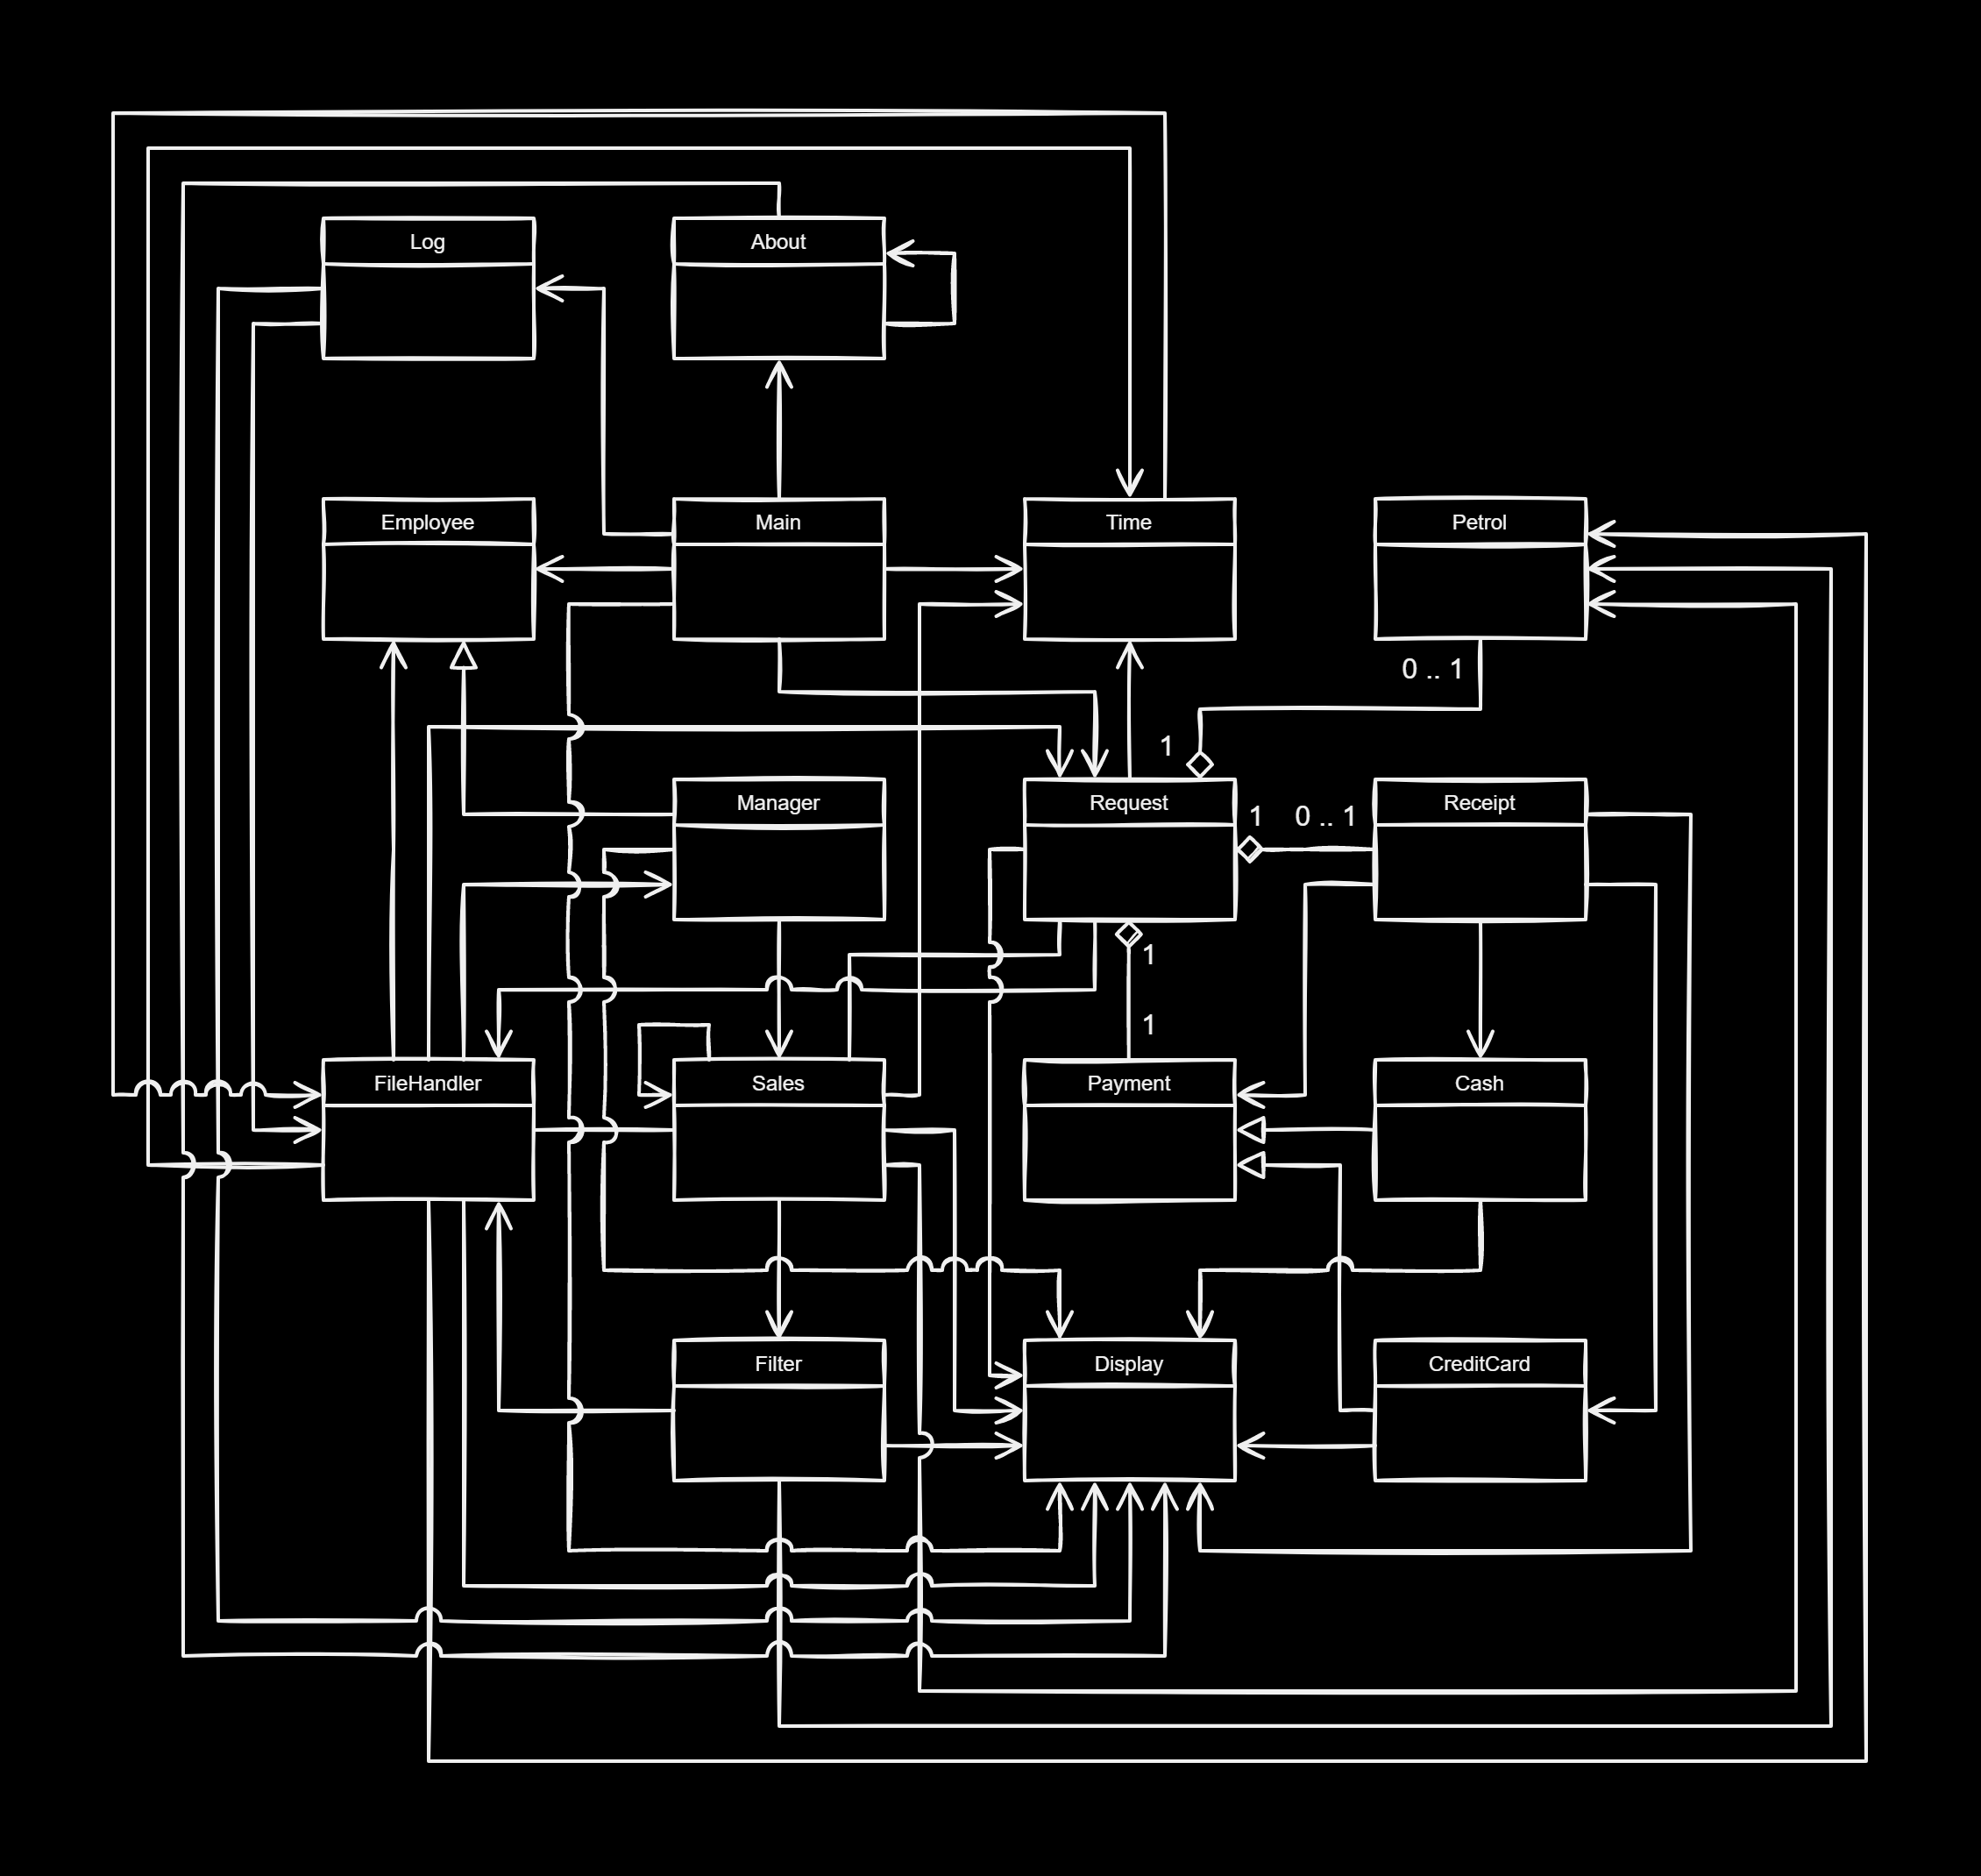 Log
About
Employee
Main
Time
Petrol
0 .. 1
1
Manager
Request
Receipt
1
0 .. 1
1
1
FileHandler
Sales
Payment
Cash
Filter
Display
CreditCard